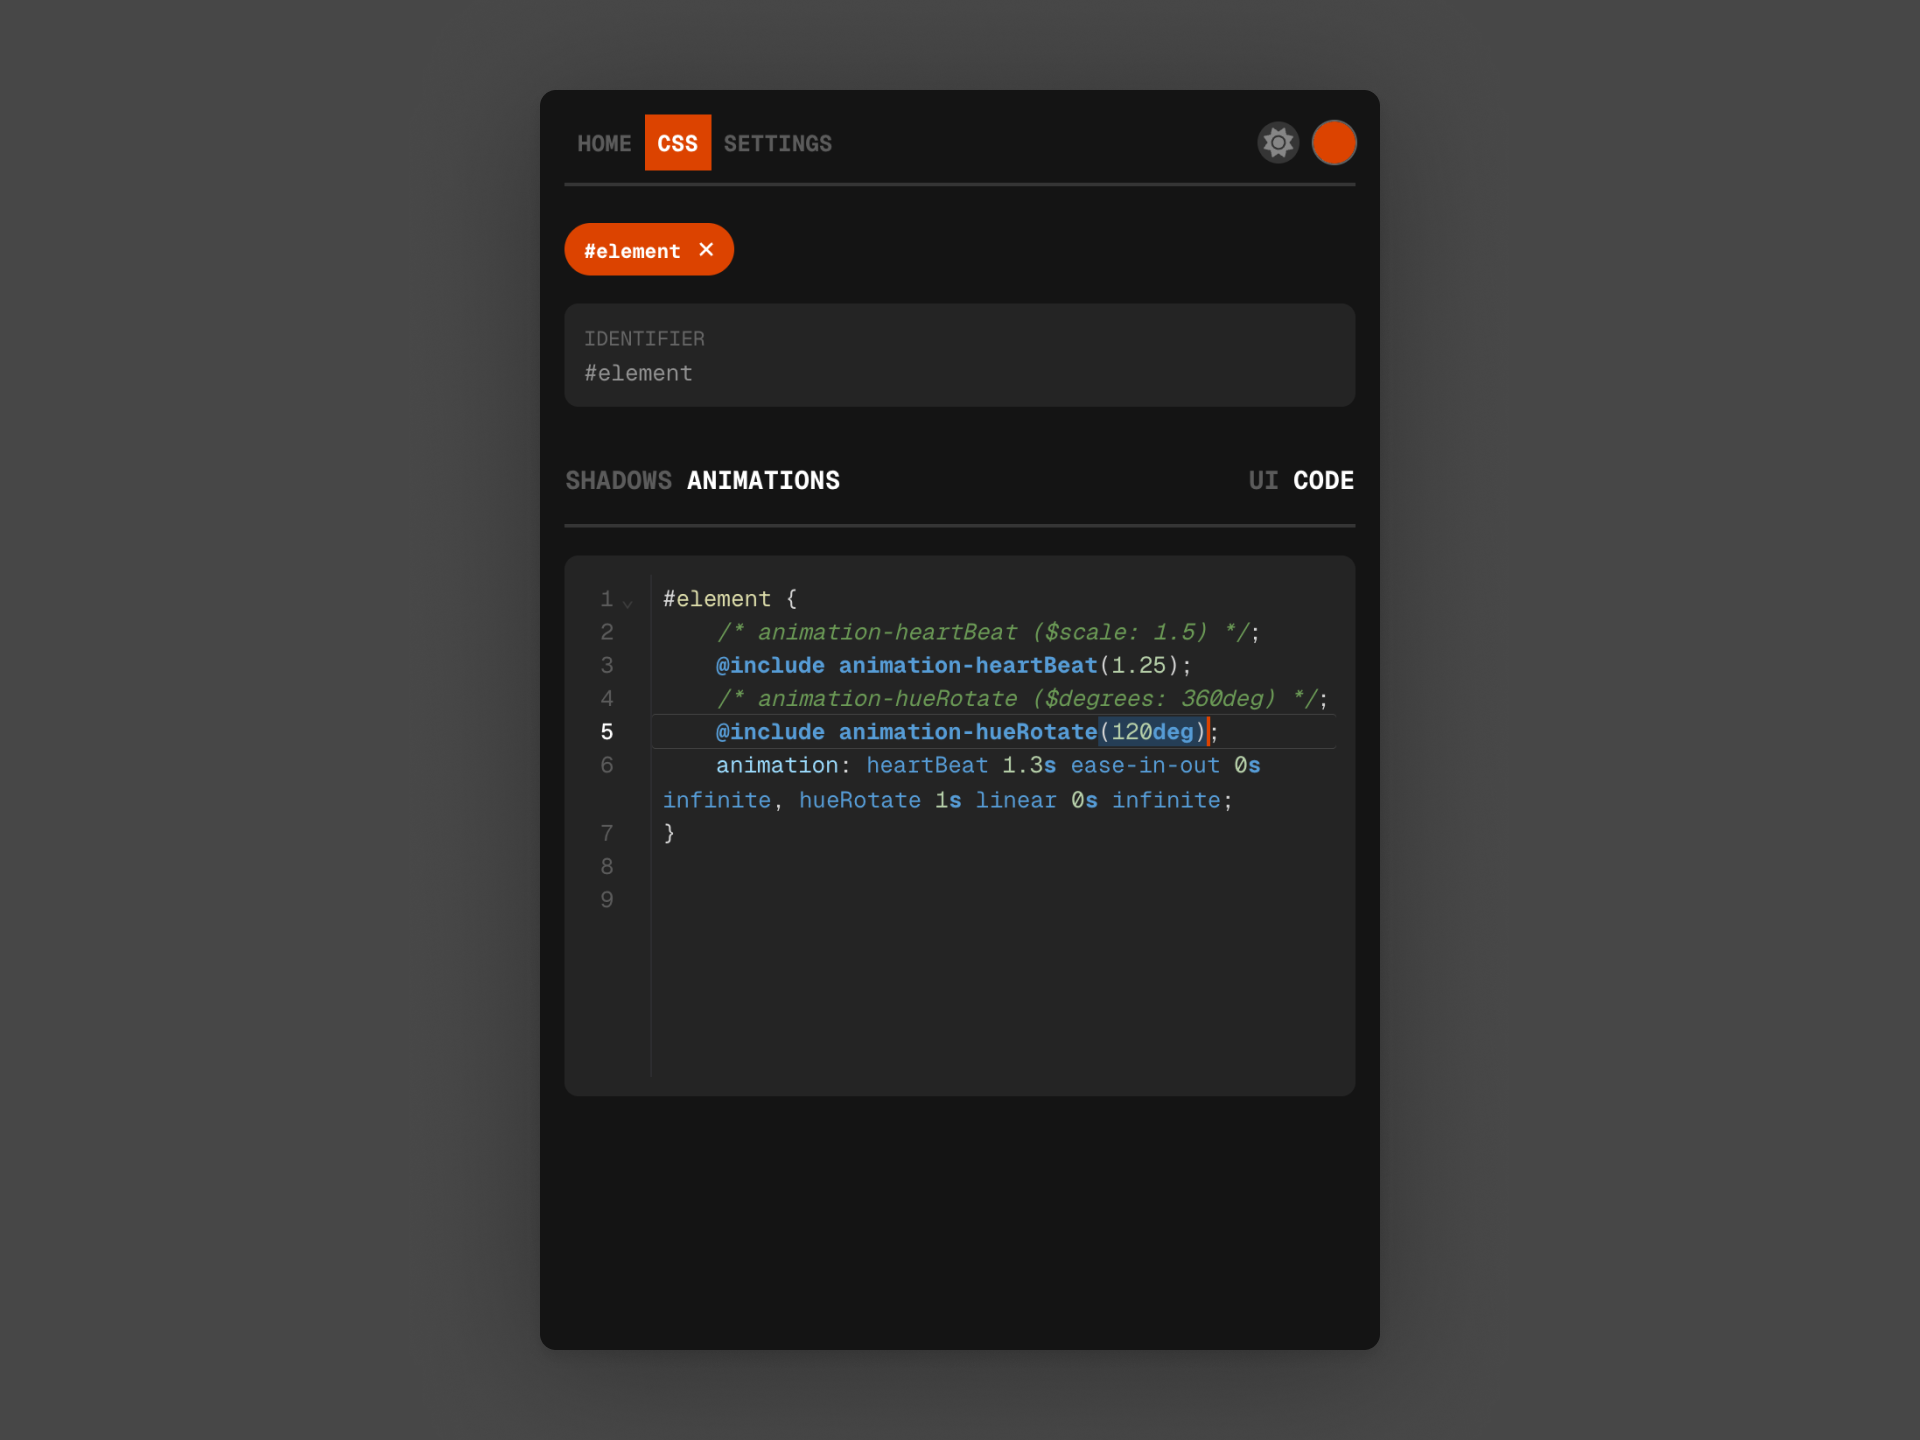 HOME CSS SETTINGS
#element ✕
IDENTIFIER
#element
SHADOWS ANIMATIONS UI CODE
1 #element {
2 /* animation-heartBeat ($scale: 1.5) */;
3 @include animation-heartBeat(1.25);
4 /* animation-hueRotate ($degrees: 360deg) */;
5 @include animation-hueRotate(120deg);
6 animation: heartBeat 1.3s ease-in-out 0s
infinite, hueRotate 1s linear 0s infinite;
7 }
8
9